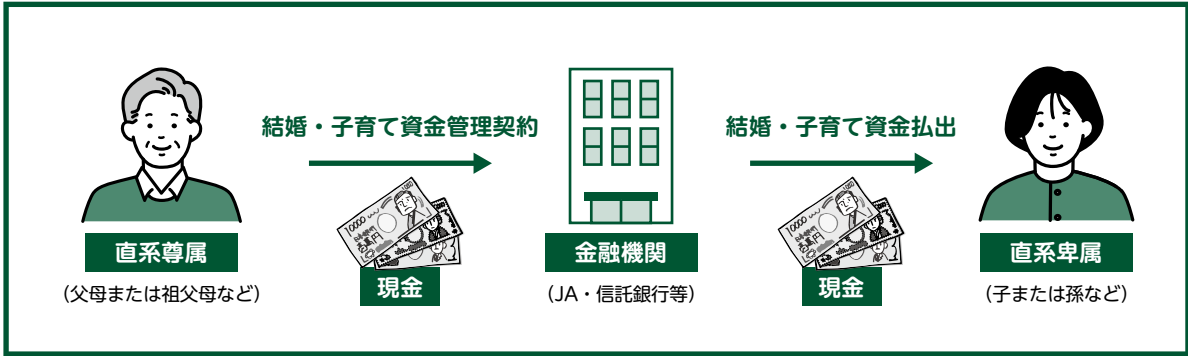 結婚・子育て資金管理契約
結婚・子育て資金払出
直系尊属
(父母または祖父母など)
現金
金融機関
(JA・信託銀行等)
現金
直系卑属
(子または孫など)